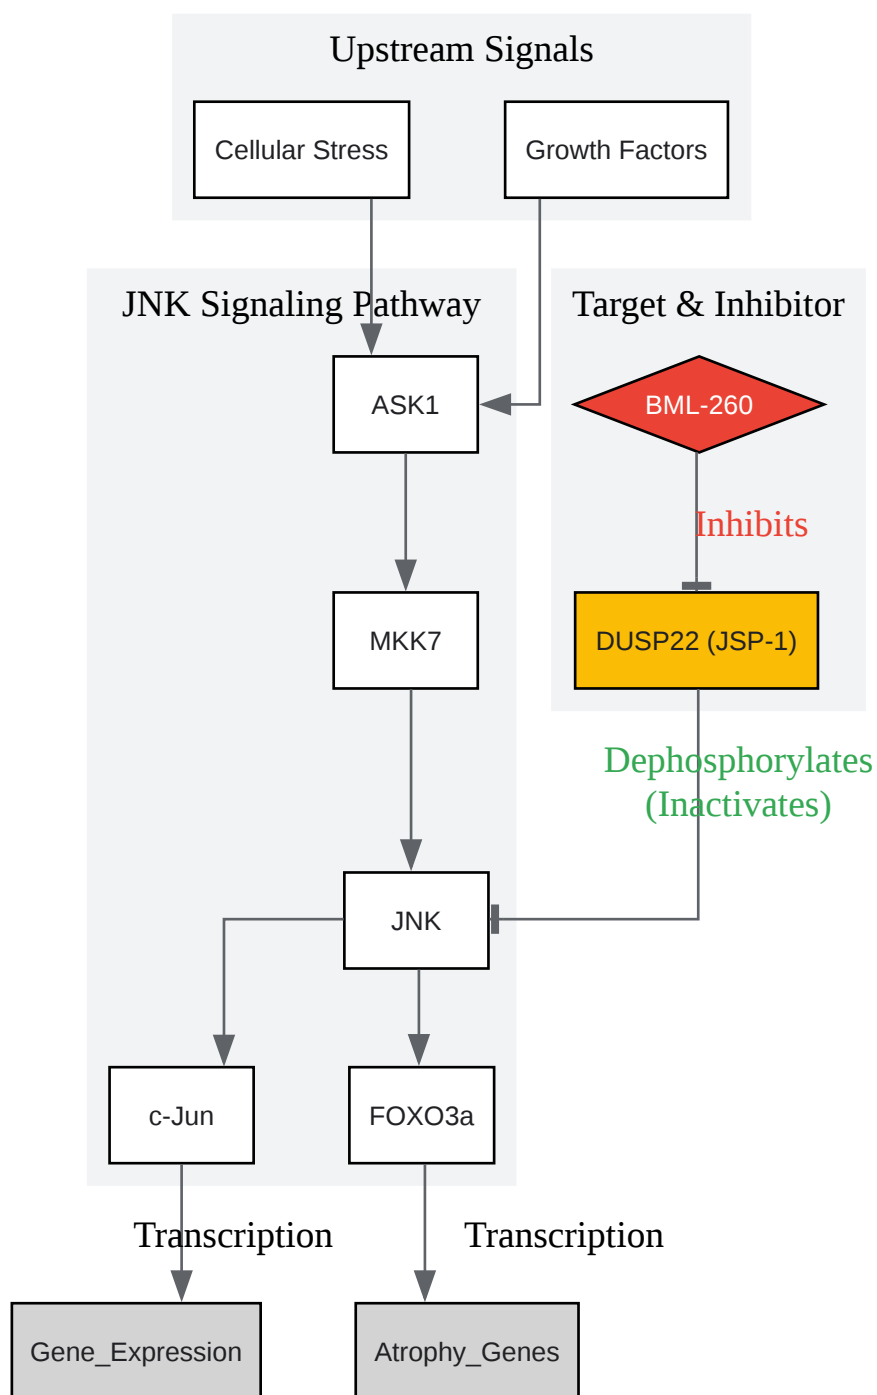 Upstream Signals
Cellular Stress
Growth Factors
JNK Signaling Pathway
Target & Inhibitor
ASK1
BML-260
Inhibits
MKK7
DUSP22 (JSP-1)
Dephosphorylates
(Inactivates)
JNK
c-Jun
FOXO3a
Transcription
Transcription
Gene_Expression
Atrophy_Genes